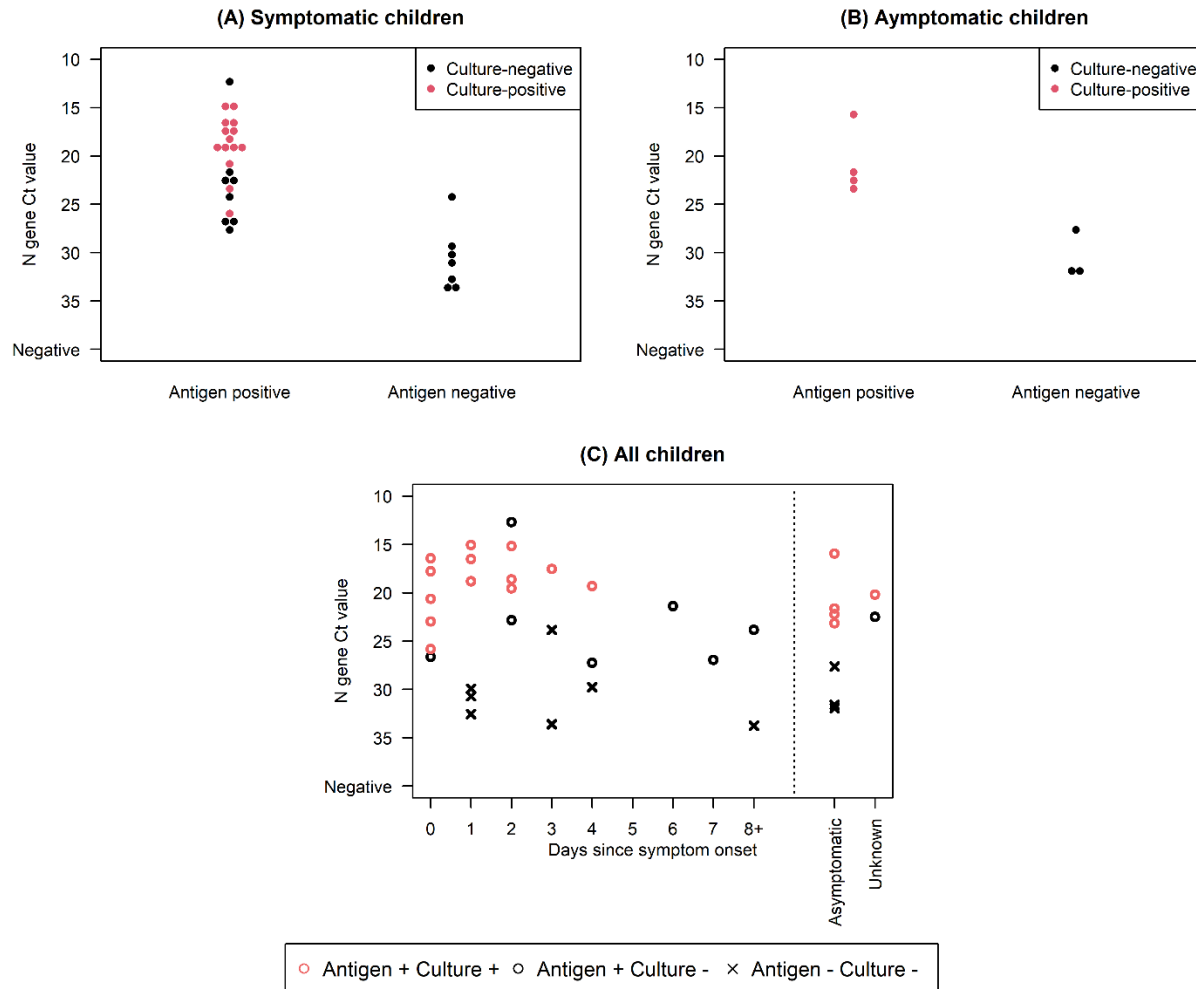 (A) Symptomatic children
10
15
20
25
30
35
Negative
N gene Ct value
Culture-negative
Culture-positive
Antigen positive
Antigen negative
(B) Aymptomatic children
10
15
20
25
30
35
Negative
N gene Ct value
Culture-negative
Culture-positive
Antigen positive
Antigen negative
(C) All children
10
15
20
25
30
35
Negative
N gene Ct value
0 1 2 3 4 5 6 7 8+
Asymptomatic
Unknown
Days since symptom onset
Antigen + Culture + Antigen + Culture - Antigen - Culture -